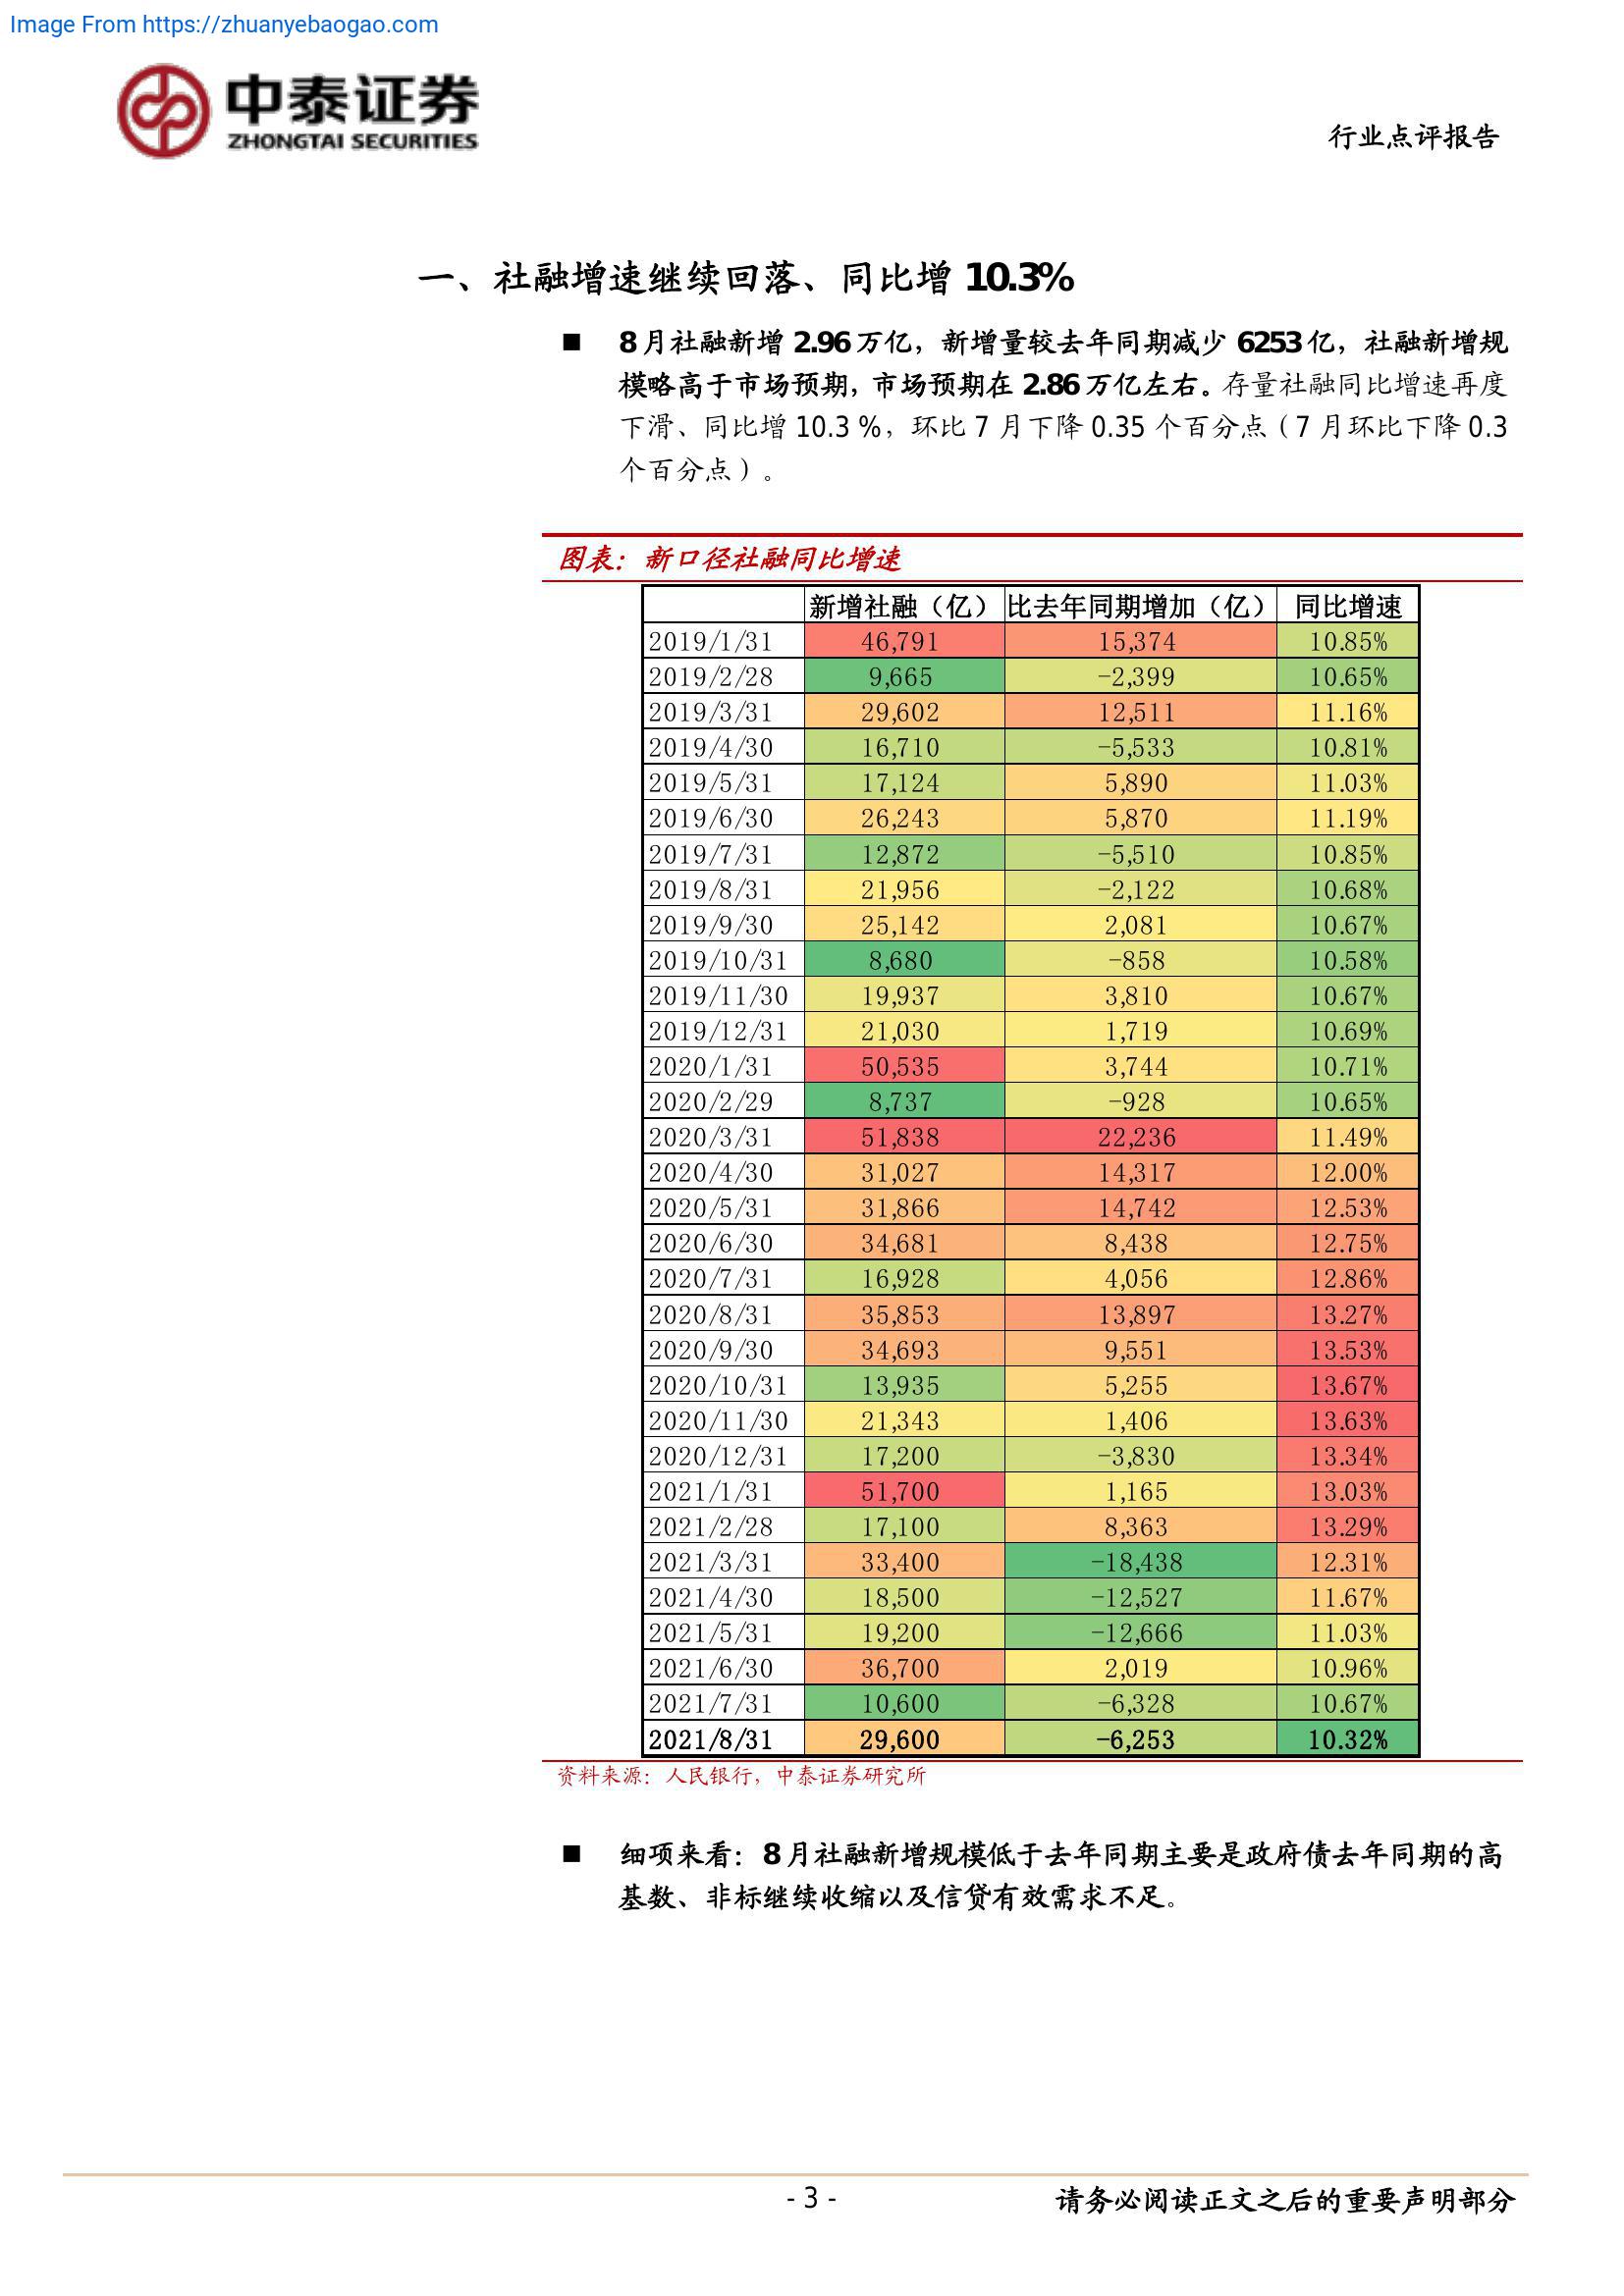 Image From https://zhuanyebaogao.com
中泰证券
ZHONGTAI SECURITIES
行业点评报告
一、社融增速继续回落、同比增 10.3%
■ 8 月社融新增 2.96 万亿，新增量较去年同期减少 6253 亿，社融新增规
模略高于市场预期，市场预期在 2.86 万亿左右。存量社融同比增速再度
下滑、同比增 10.3 %，环比 7 月下降 0.35 个百分点（7 月环比下降 0.3
个百分点）。
图表：新口径社融同比增速
新增社融（亿） 比去年同期增加（亿） 同比增速
2019/1/31 46,791 15,374 10.85%
2019/2/28 9,665 -2,399 10.65%
2019/3/31 29,602 12,511 11.16%
2019/4/30 16,710 -5,533 10.81%
2019/5/31 17,124 5,890 11.03%
2019/6/30 26,243 5,870 11.19%
2019/7/31 12,872 -5,510 10.85%
2019/8/31 21,956 -2,122 10.68%
2019/9/30 25,142 2,081 10.67%
2019/10/31 8,680 -858 10.58%
2019/11/30 19,937 3,810 10.67%
2019/12/31 21,030 1,719 10.69%
2020/1/31 50,535 3,744 10.71%
2020/2/29 8,737 -928 10.65%
2020/3/31 51,838 22,236 11.49%
2020/4/30 31,027 14,317 12.00%
2020/5/31 31,866 14,742 12.53%
2020/6/30 34,681 8,438 12.75%
2020/7/31 16,928 4,056 12.86%
2020/8/31 35,853 13,897 13.27%
2020/9/30 34,693 9,551 13.53%
2020/10/31 13,935 5,255 13.67%
2020/11/30 21,343 1,406 13.63%
2020/12/31 17,200 -3,830 13.34%
2021/1/31 51,700 1,165 13.03%
2021/2/28 17,100 8,363 13.29%
2021/3/31 33,400 -18,438 12.31%
2021/4/30 18,500 -12,527 11.67%
2021/5/31 19,200 -12,666 11.03%
2021/6/30 36,700 2,019 10.96%
2021/7/31 10,600 -6,328 10.67%
2021/8/31 29,600 -6,253 10.32%
资料来源：人民银行，中泰证券研究所
■ 细项来看：8 月社融新增规模低于去年同期主要是政府债去年同期的高
基数、非标继续收缩以及信贷有效需求不足。
- 3 -
请务必阅读正文之后的重要声明部分